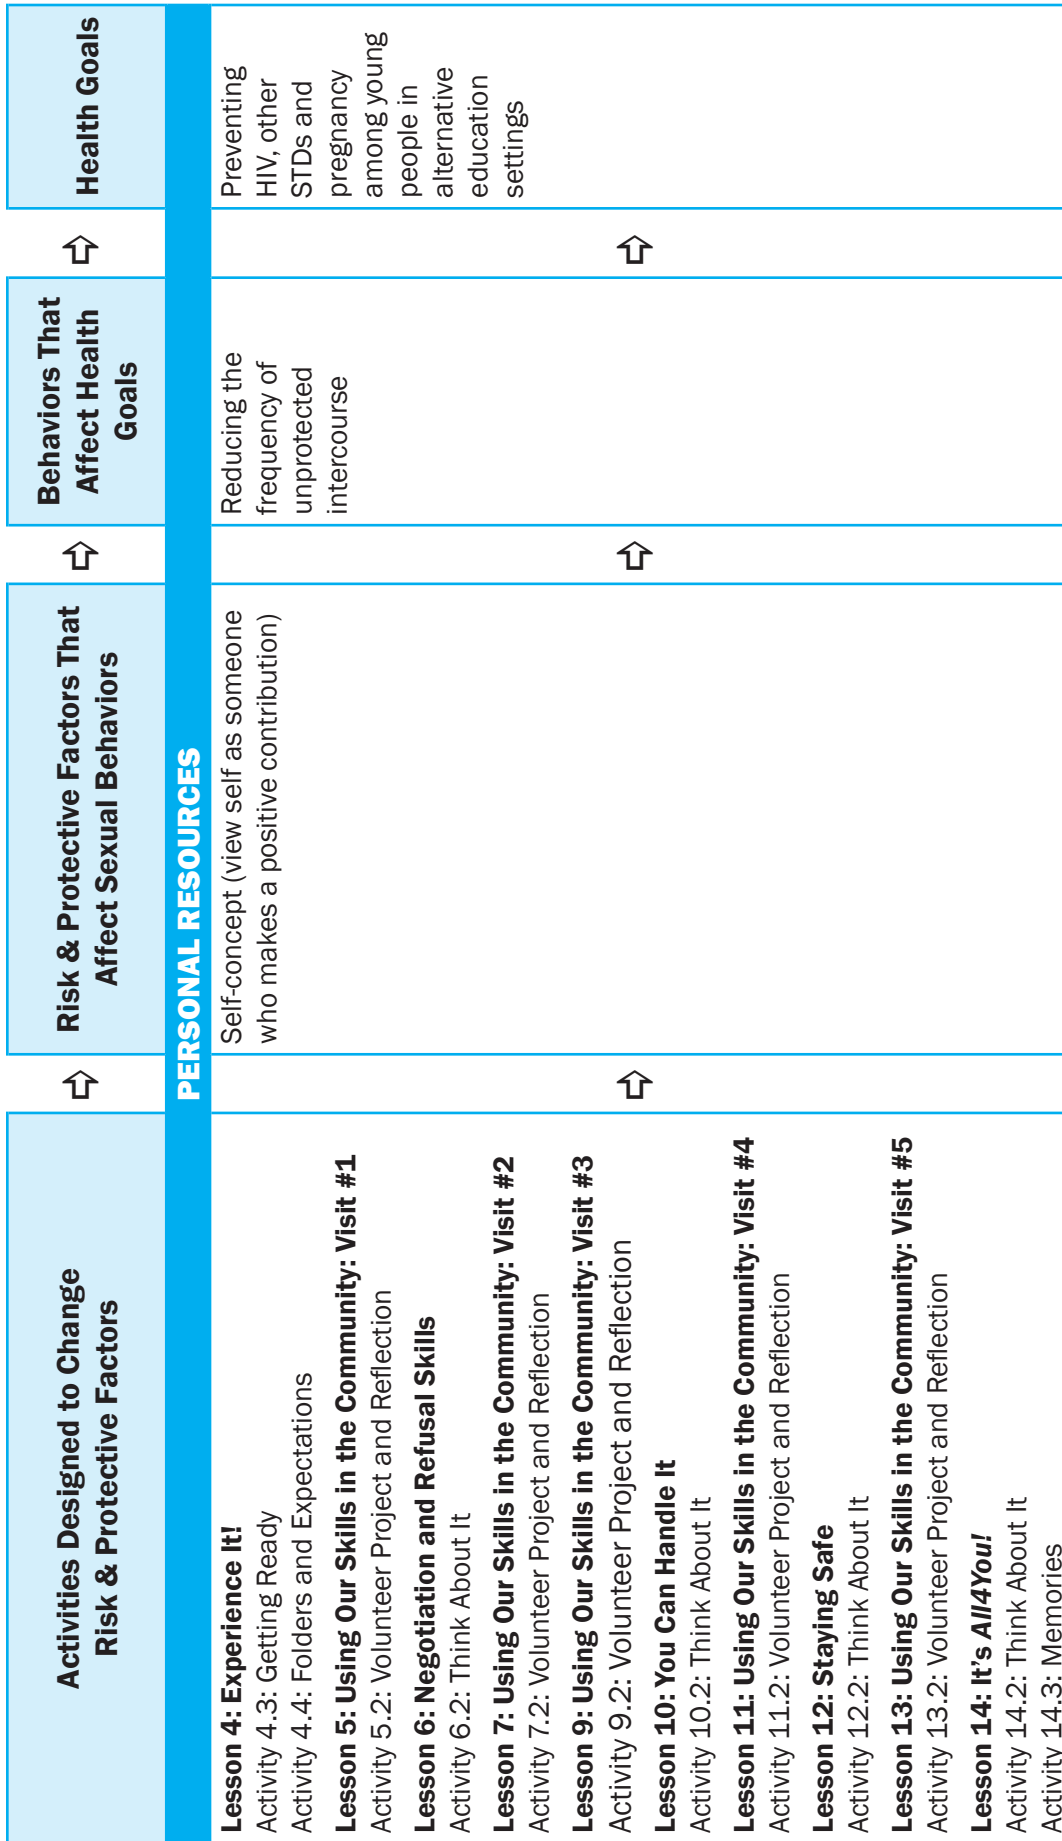 Activities Designed to Change
Risk & Protective Factors
Risk & Protective Factors That
Affect Sexual Behaviors
Behaviors That
Affect Health
Goals
Health Goals
PERSONAL RESOURCES
Lesson 4: Experience It!
Activity 4.3: Getting Ready
Activity 4.4: Folders and Expectations
Lesson 5: Using Our Skills in the Community: Visit #1
Activity 5.2: Volunteer Project and Reflection
Lesson 6: Negotiation and Refusal Skills
Activity 6.2: Think About It
Lesson 7: Using Our Skills in the Community: Visit #2
Activity 7.2: Volunteer Project and Reflection
Lesson 9: Using Our Skills in the Community: Visit #3
Activity 9.2: Volunteer Project and Reflection
Lesson 10: You Can Handle It
Activity 10.2: Think About It
Lesson 11: Using Our Skills in the Community: Visit #4
Activity 11.2: Volunteer Project and Reflection
Lesson 12: Staying Safe
Activity 12.2: Think About It
Lesson 13: Using Our Skills in the Community: Visit #5
Activity 13.2: Volunteer Project and Reflection
Lesson 14: It's All4You!
Activity 14.2: Think About It
Activity 14.3: Memories
Self-concept (view self as someone
who makes a positive contribution)
Reducing the
frequency of
unprotected
intercourse
Preventing
HIV, other
STDs and
pregnancy
among young
people in
alternative
education
settings